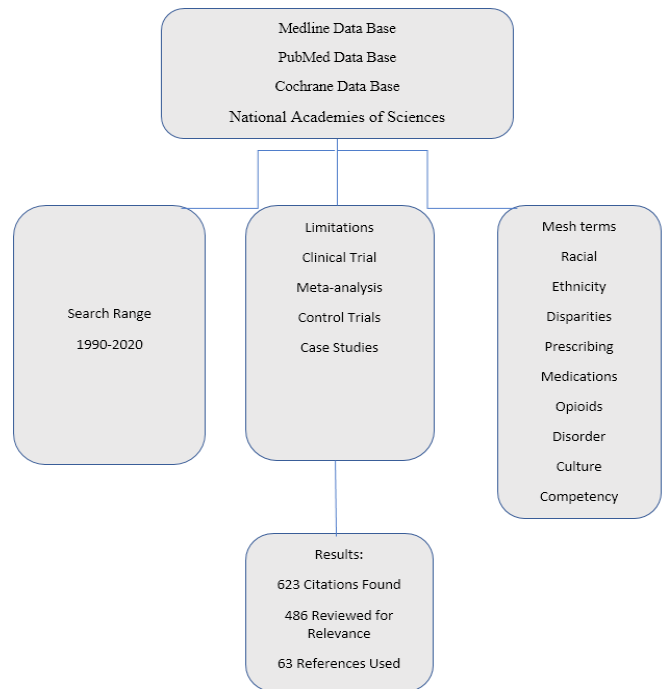 Medline Data Base
PubMed Data Base
Cochrane Data Base
National Academies of Sciences
Search Range
1990-2020
Limitations
Clinical Trial
Meta-analysis
Control Trials
Case Studies
Mesh terms
Racial
Ethnicity
Disparities
Prescribing
Medications
Opioids
Disorder
Culture
Competency
Results:
623 Citations Found
486 Reviewed for
Relevance
63 References Used